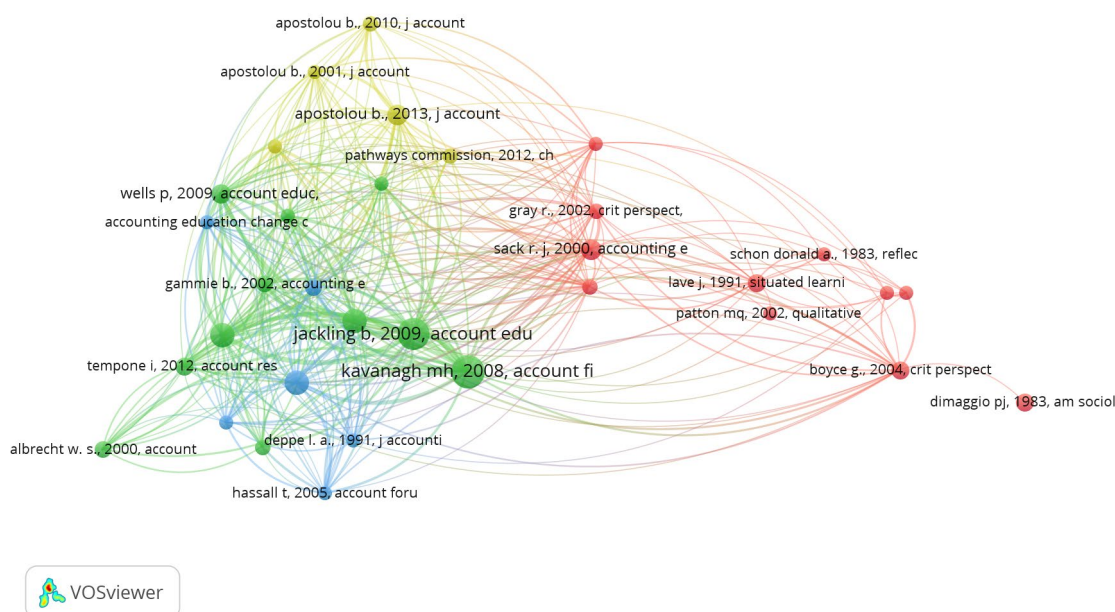 apostolou b., 2010, j account
apostolou b., 2001, j account
apostolou b., 2013, j account
pathways commission, 2012, ch
wells p, 2009, account educ,
gray r., 2002, crit perspect,
accounting education change c
sack r. j, 2000, accounting e
schon donald a., 1983, reflec
gammie b., 2002, accounting e
lave j, 1991, situated learni
patton mq, 2002, qualitative
jackling b, 2009, account edu
tempone i, 2012, account res
kavanagh mh, 2008, account fi
boyce g., 2004, crit perspect
dimaggio pj, 1983, am sociol
deppe l. a., 1991, j accounti
albrecht w. s., 2000, account
hassall t, 2005, account foru
VOSviewer